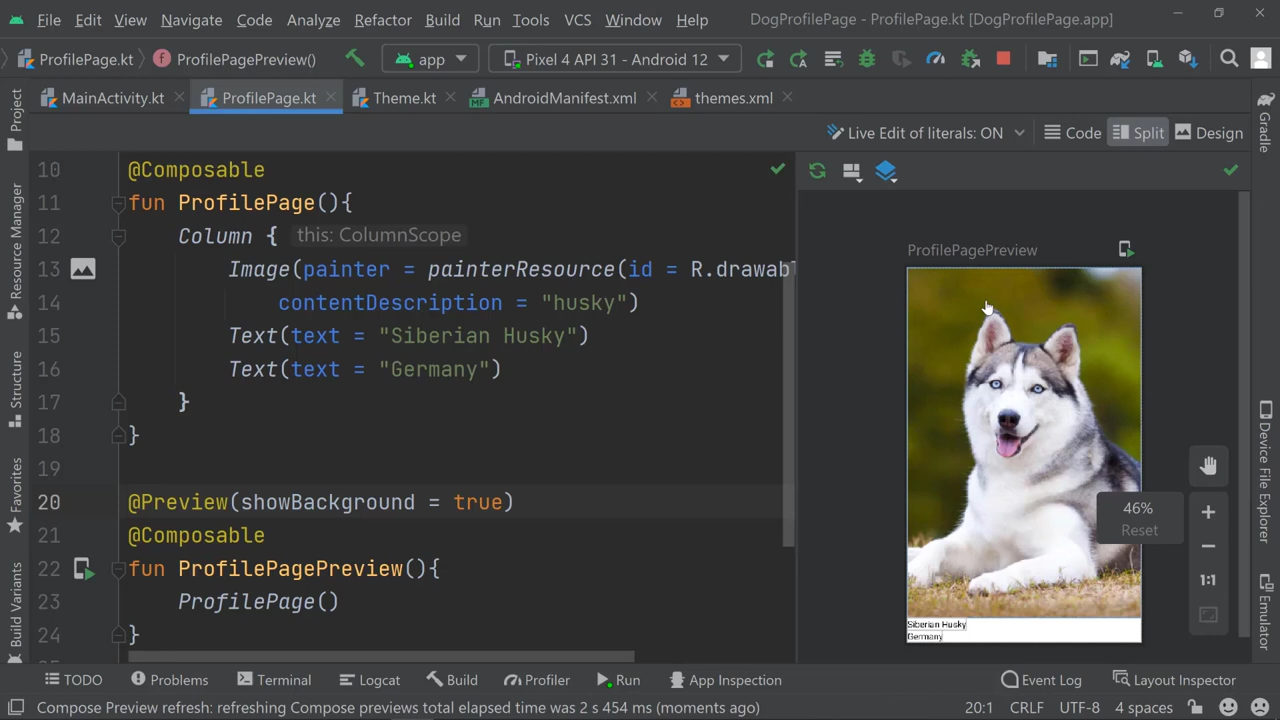 File Edit View Navigate Code Analyze Refactor Build Run Tools VCS Window Help DogProfilePage - ProfilePage.kt [DogProfilePage.app]
ProfilePage.kt ProfilePagePreview() app Pixel 4 API 31 - Android 12
MainActivity.kt ProfilePage.kt Theme.kt AndroidManifest.xml themes.xml
Live Edit of literals: ON Code Split Design
10 @Composable
11 fun ProfilePage(){
12 Column { this: ColumnScope
13 Image(painter = painterResource(id = R.drawabl
14 contentDescription = "husky")
15 Text(text = "Siberian Husky")
16 Text(text = "Germany")
17 }
18 }
19
20 @Preview(showBackground = true)
21 @Composable
22 fun ProfilePagePreview(){
23 ProfilePage()
24 }
ProfilePagePreview
Siberian Husky
Germany
46%
Reset
1:1
Project
Resource Manager
Structure
Favorites
Build Variants
Gradle
Device File Explorer
Emulator
TODO Problems Terminal Logcat Build Profiler Run App Inspection Event Log Layout Inspector
Compose Preview refresh: refreshing Compose previews total elapsed time was 2 s 454 ms (moments ago) 20:1 CRLF UTF-8 4 spaces